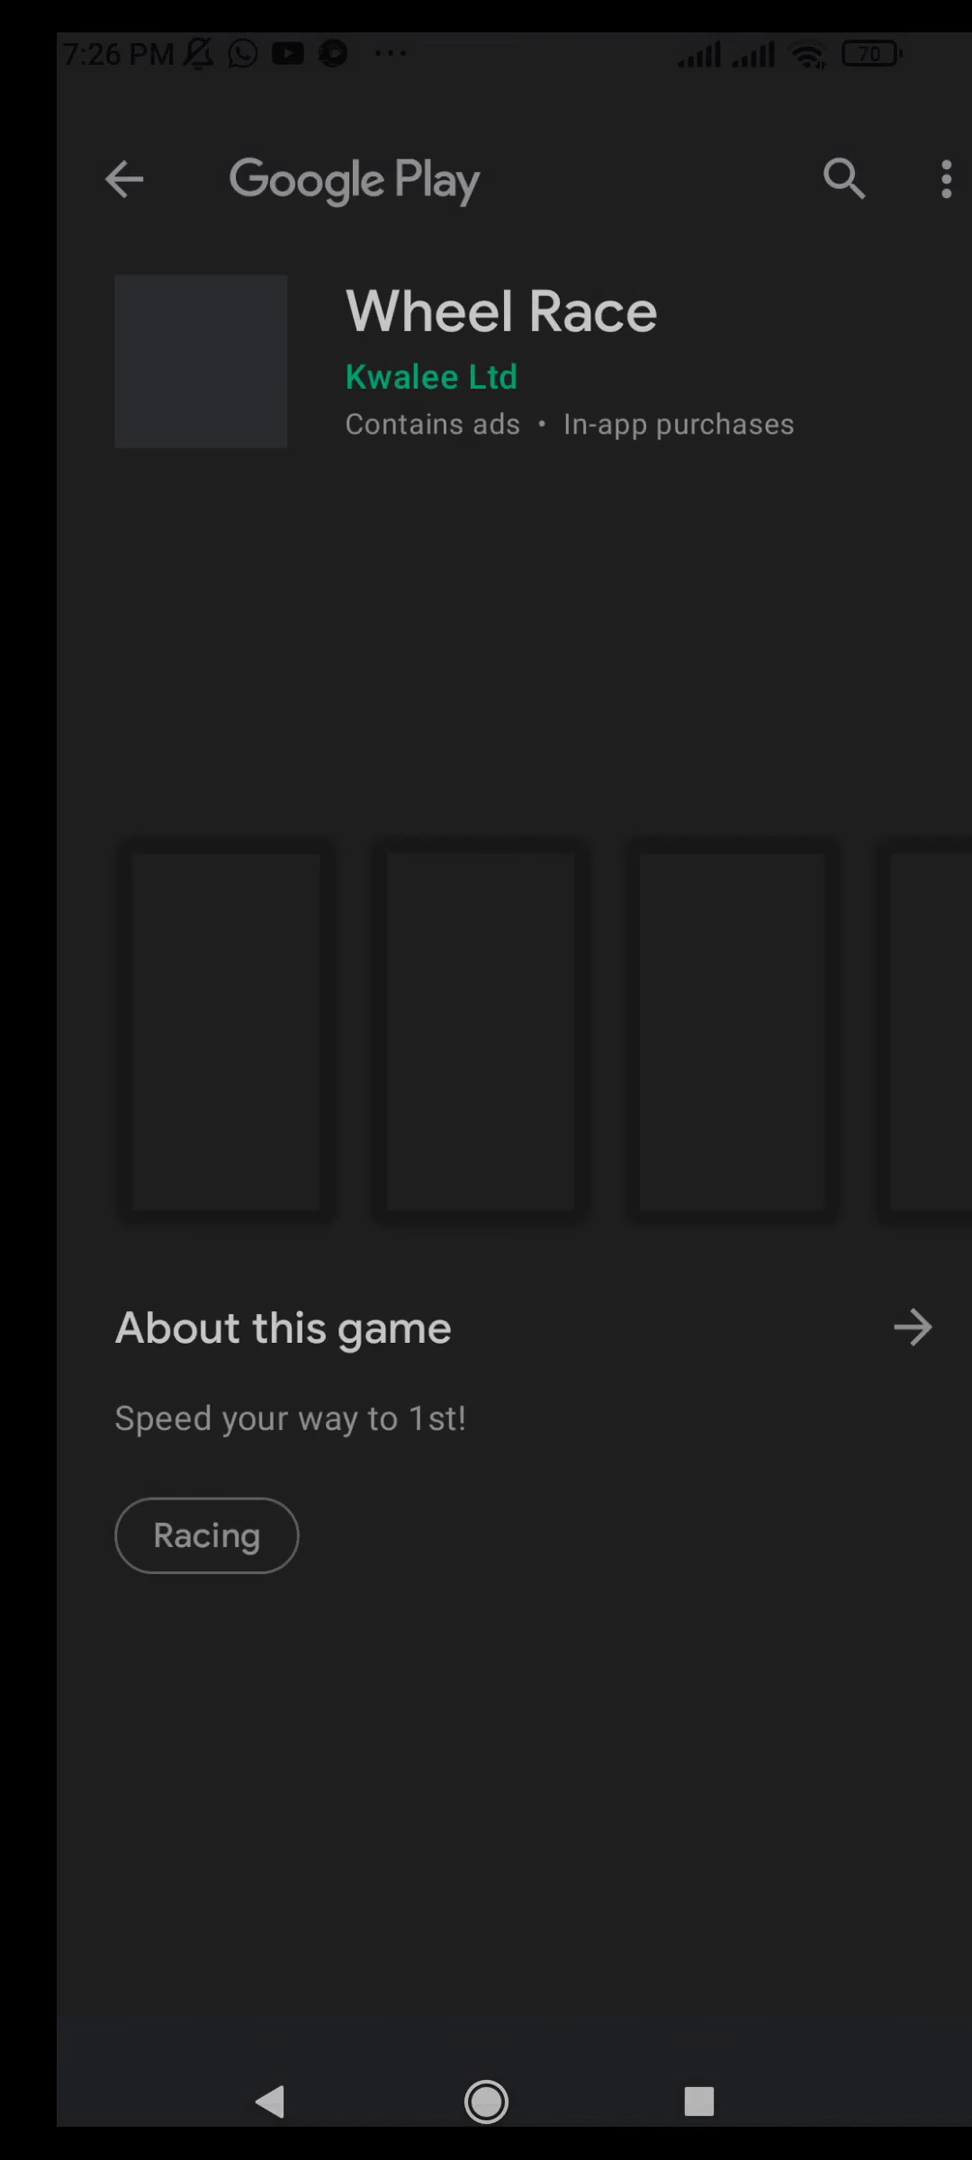 7:26 PM
70
Google Play
Wheel Race
Kwalee Ltd
Contains ads • In-app purchases
About this game
Speed your way to 1st!
Racing